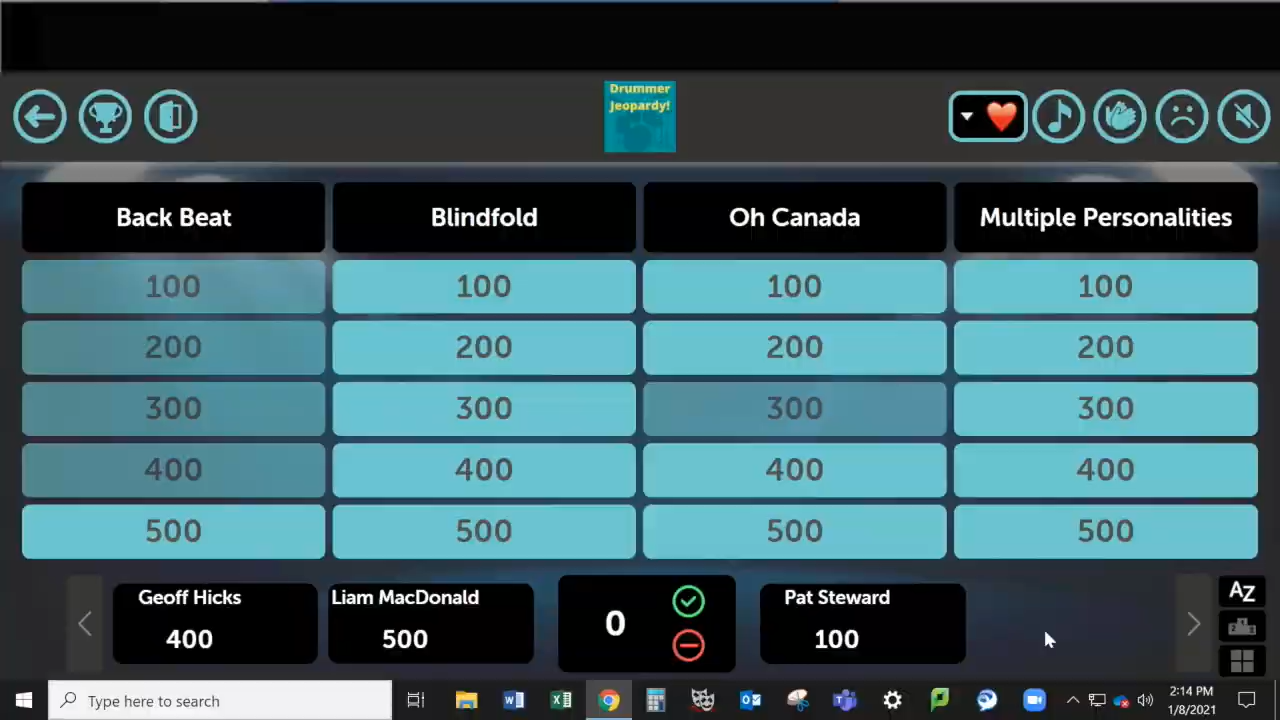 Drummer
Jeopardy!
Back Beat Blindfold Oh Canada Multiple Personalities
100 100 100 100
200 200 200 200
300 300 300 300
400 400 400 400
500 500 500 500
Geoff Hicks Liam MacDonald Pat Steward
400 500 0 100
AZ
Type here to search
2:14 PM
1/8/2021